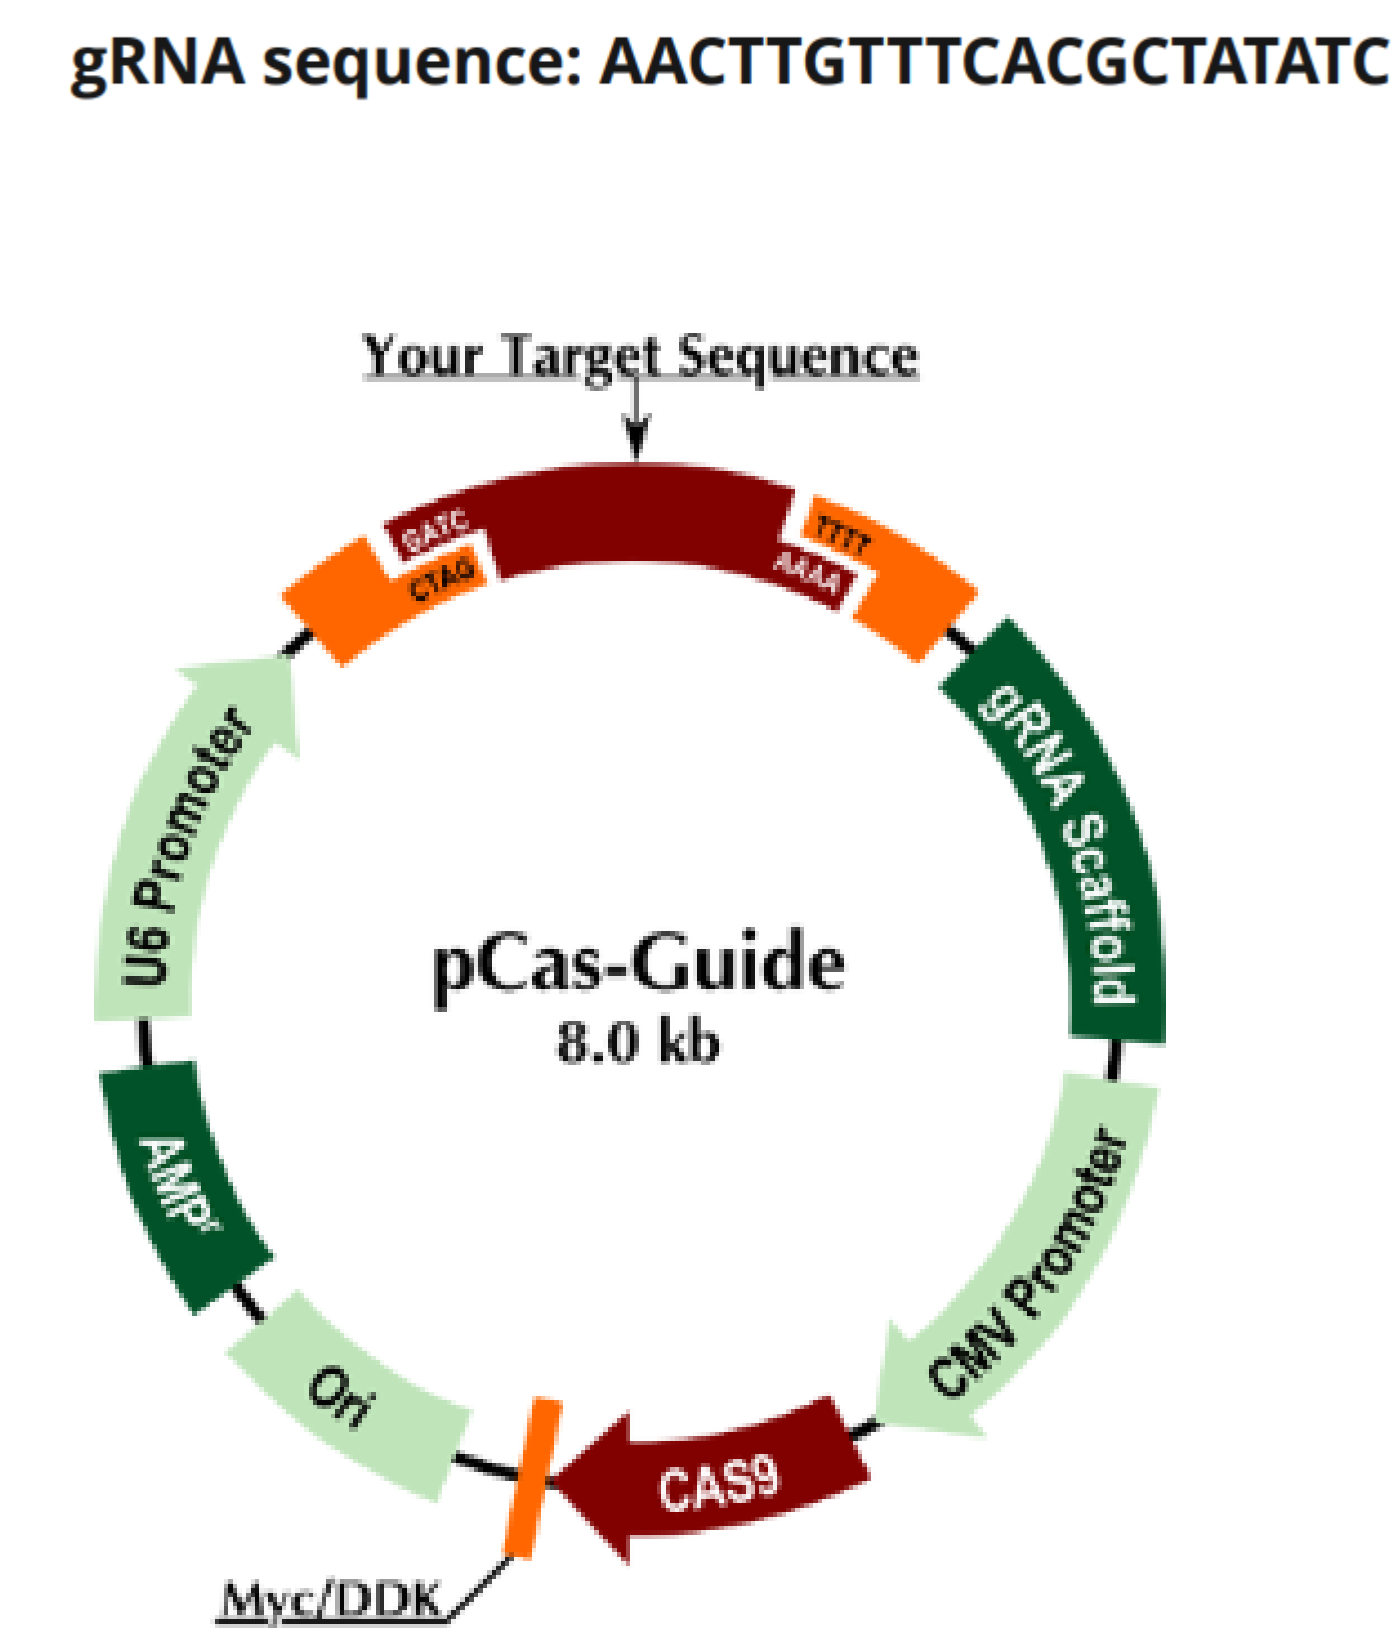 gRNA sequence: AACTTGTTTCACGCTATATC
Your Target Sequence
GATC
CTAG
TTTT
AAAA
U6 Promoter
gRNA Scaffold
pCas-Guide
8.0 kb
AMPʳ
CMV Promoter
Ori
CAS9
Myc/DDK